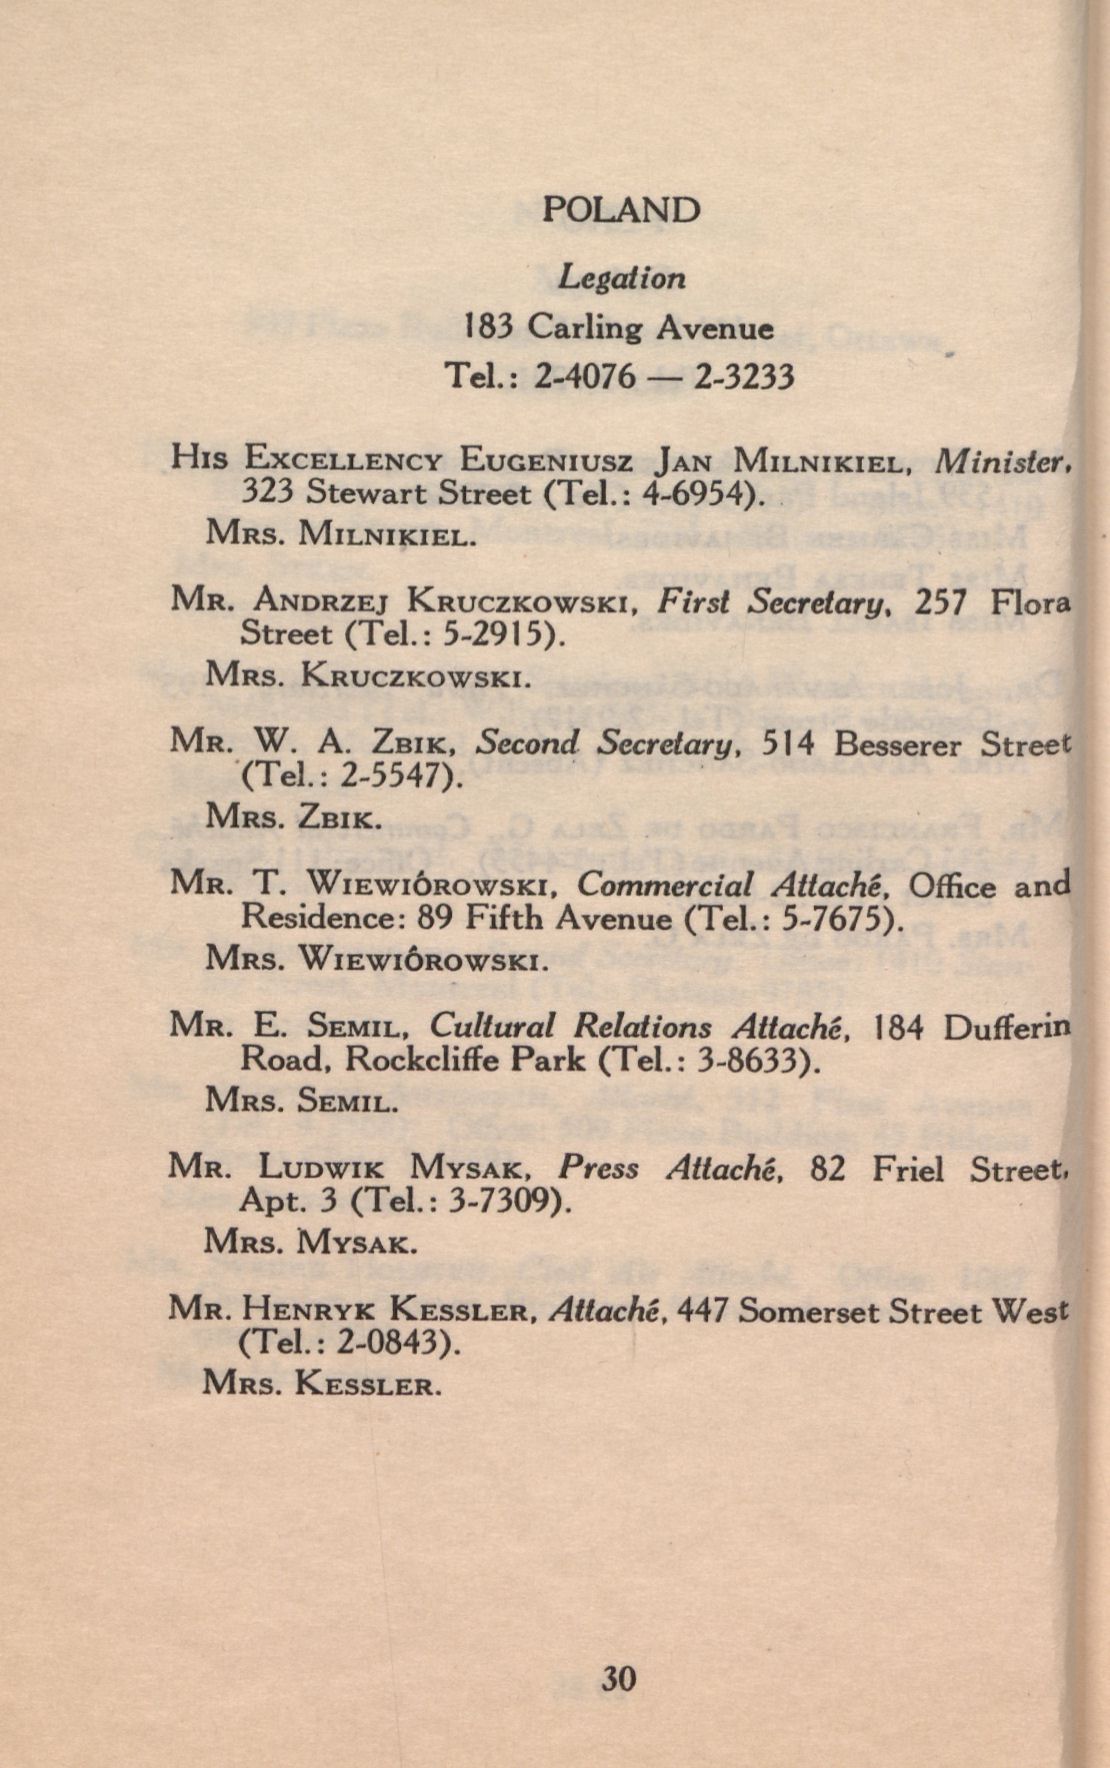 POLAND
Legation
183 Carling Avenue
Tel.: 2-4076 — 2-3233
HIS EXCELLENCY EUGENIUSZ JAN MILNIKIEL, Minister,
323 Stewart Street (Tel.: 4-6954).
MRS. MILNIKIEL.
MR. ANDRZEJ KRUCZKOWSKI, First Secretary, 257 Flora
Street (Tel.: 5-2915).
MRS. KRUCZKOWSKI.
MR. W. A. ZBIK, Second Secretary, 514 Besserer Street
(Tel.: 2-5547).
MRS. ZBIK.
MR. T. WIEWIÓROWSKI, Commercial Attaché, Office and
Residence: 89 Fifth Avenue (Tel.: 5-7675).
MRS. WIEWIÓROWSKI.
MR. E. SEMIL, Cultural Relations Attaché, 184 Dufferin
Road, Rockcliffe Park (Tel.: 3-8633).
MRS. SEMIL.
MR. LUDWIK MYSAK, Press Attaché, 82 Friel Street,
Apt. 3 (Tel.: 3-7309).
MRS. MYSAK.
MR. HENRYK KESSLER, Attaché, 447 Somerset Street West
(Tel.: 2-0843).
MRS. KESSLER.
30